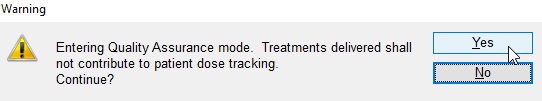 Warning
Entering Quality Assurance mode.  Treatments delivered shall
not contribute to patient dose tracking.
Continue?
Yes
No